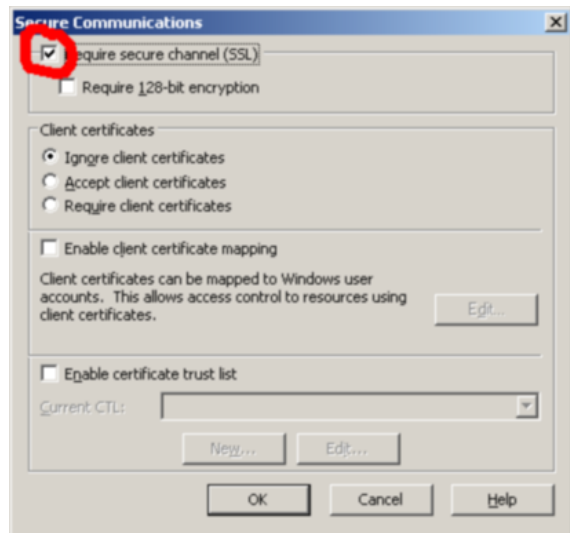 Secure Communications
Require secure channel (SSL)
Require 128-bit encryption
Client certificates
Ignore client certificates
Accept client certificates
Require client certificates
Enable client certificate mapping
Client certificates can be mapped to Windows user
accounts. This allows access control to resources using
client certificates.
Edit...
Enable certificate trust list
Current CTL:
New... Edit...
OK Cancel Help